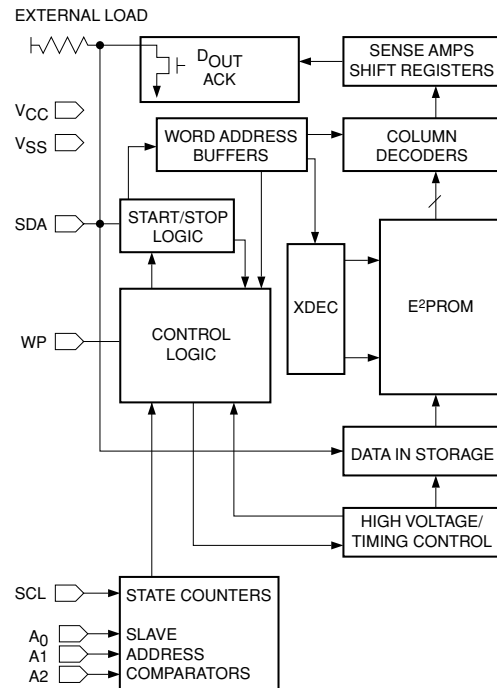 EXTERNAL LOAD
DOUT
ACK
SENSE AMPS
SHIFT REGISTERS
VCC
VSS
WORD ADDRESS
BUFFERS
COLUMN
DECODERS
SDA
START/STOP
LOGIC
XDEC
E²PROM
WP
CONTROL
LOGIC
DATA IN STORAGE
HIGH VOLTAGE/
TIMING CONTROL
SCL
STATE COUNTERS
A0
SLAVE
A1
ADDRESS
A2
COMPARATORS